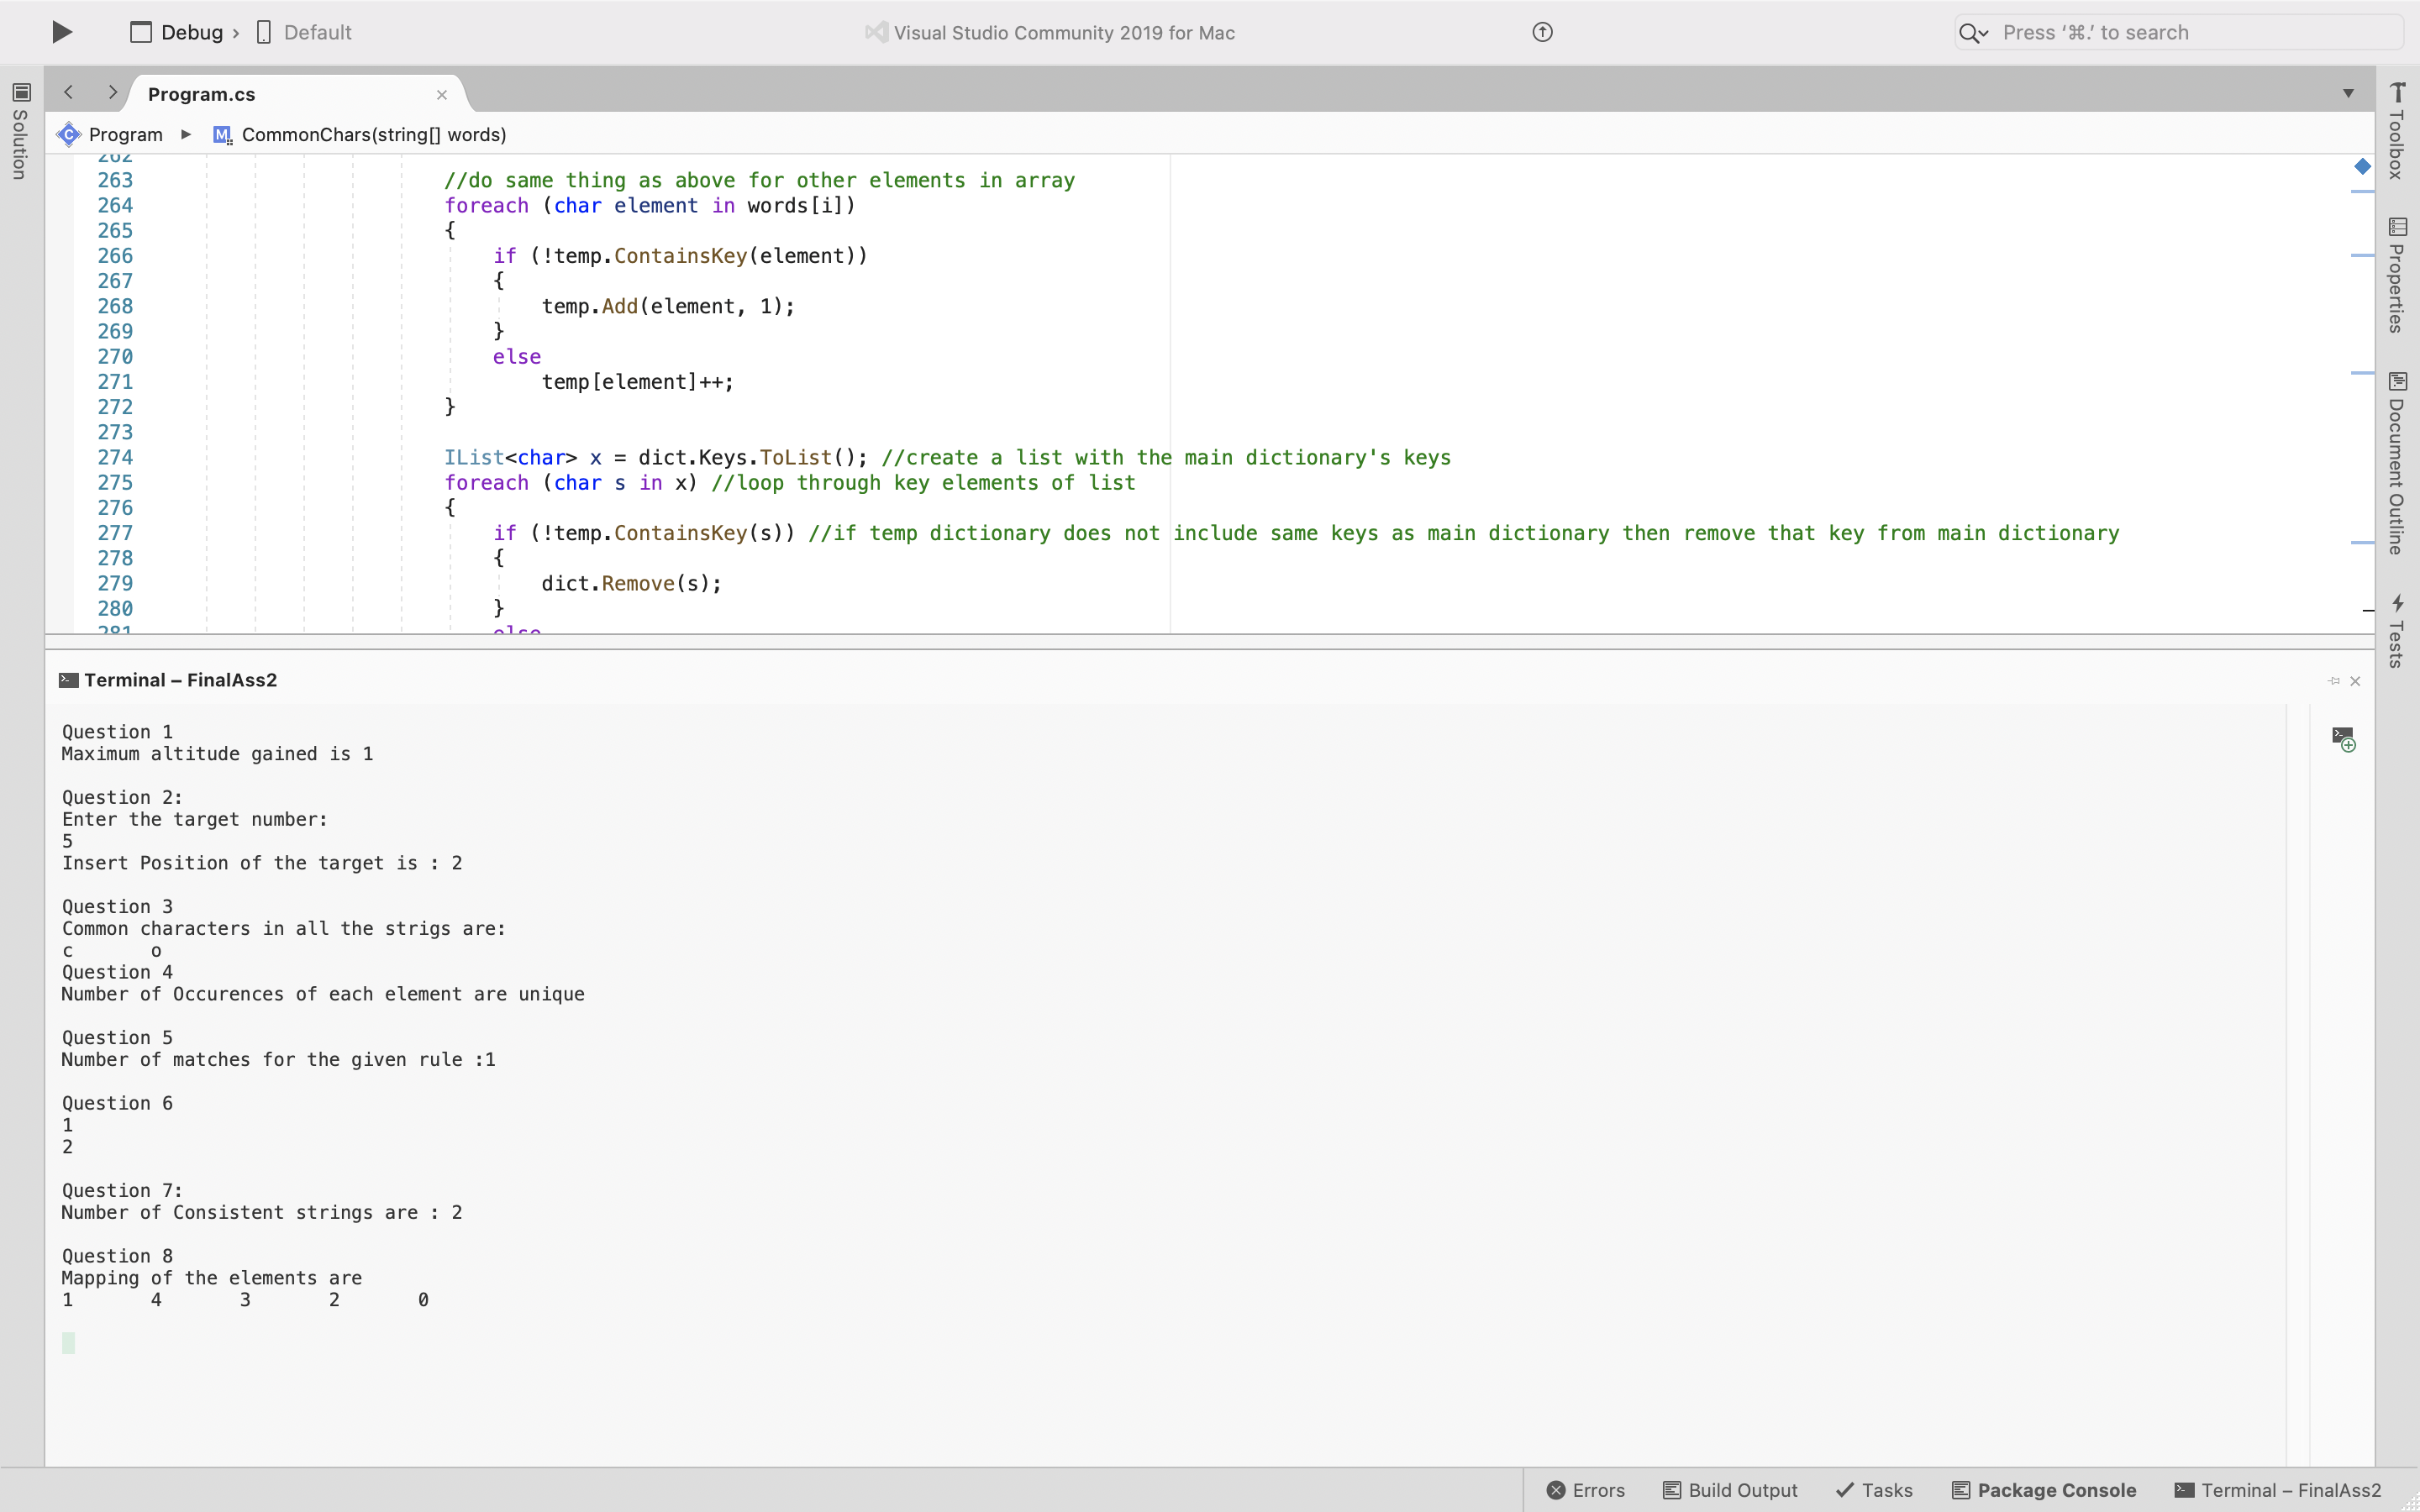 Debug › Default
Visual Studio Community 2019 for Mac
Press ‘⌘.’ to search
Solution
Program.cs
Program ▶ CommonChars(string[] words)
262
263 //do same thing as above for other elements in array
264 foreach (char element in words[i])
265 {
266 if (!temp.ContainsKey(element))
267 {
268 temp.Add(element, 1);
269 }
270 else
271 temp[element]++;
272 }
273
274 IList<char> x = dict.Keys.ToList(); //create a list with the main dictionary's keys
275 foreach (char s in x) //loop through key elements of list
276 {
277 if (!temp.ContainsKey(s)) //if temp dictionary does not include same keys as main dictionary then remove that key from main dictionary
278 {
279 dict.Remove(s);
280 }
281 else
Toolbox
Properties
Document Outline
Tests
Terminal – FinalAss2
Question 1
Maximum altitude gained is 1
Question 2:
Enter the target number:
5
Insert Position of the target is : 2
Question 3
Common characters in all the strigs are:
c o
Question 4
Number of Occurences of each element are unique
Question 5
Number of matches for the given rule :1
Question 6
1
2
Question 7:
Number of Consistent strings are : 2
Question 8
Mapping of the elements are
1 4 3 2 0
Errors Build Output Tasks Package Console Terminal – FinalAss2